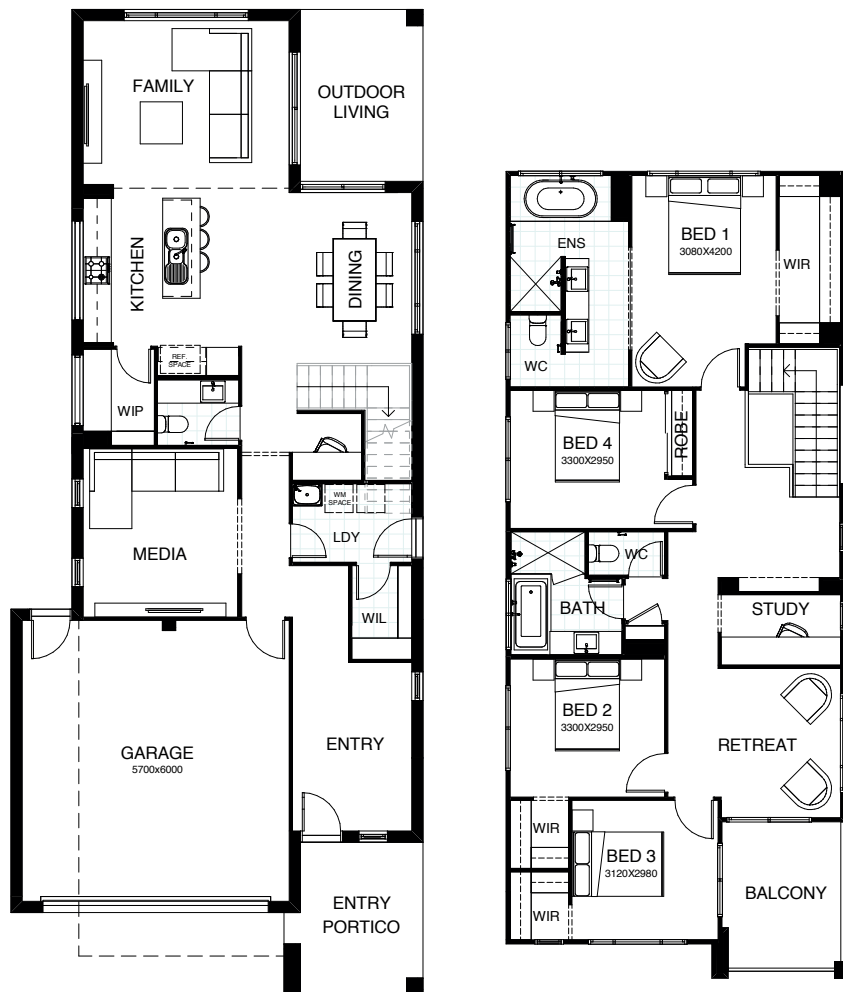 FAMILY
OUTDOOR
LIVING
KITCHEN
DINING
REF.
SPACE
WIP
WM
SPACE
LDY
MEDIA
WIL
GARAGE
5700x6000
ENTRY
ENTRY
PORTICO
ENS
BED 1
3080X4200
WIR
WC
BED 4
3300X2950
ROBE
WC
BATH
STUDY
BED 2
3300X2950
RETREAT
WIR
BED 3
3120X2980
WIR
BALCONY